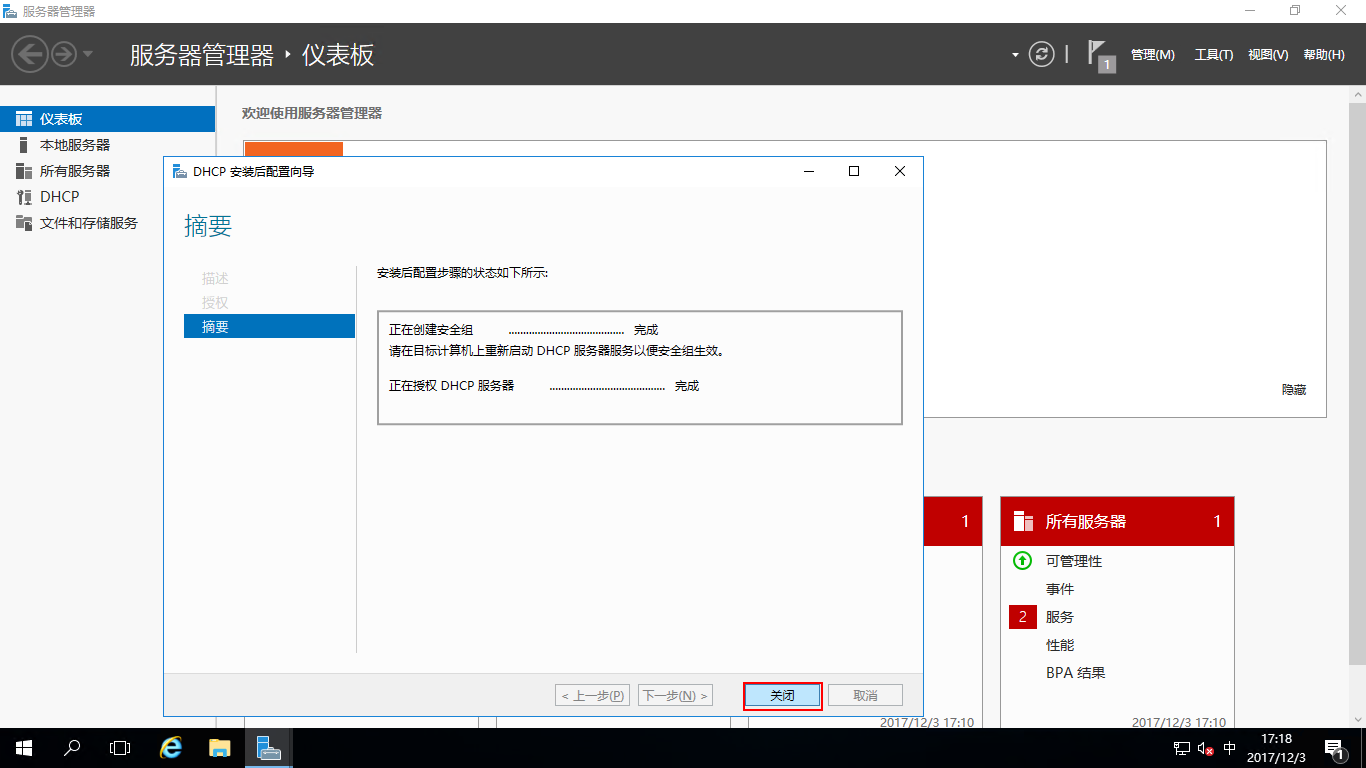 服务器管理器
服务器管理器 · 仪表板
1
管理(M) 工具(T) 视图(V) 帮助(H)
仪表板
本地服务器
所有服务器
DHCP
文件和存储服务
欢迎使用服务器管理器
DHCP 安装后配置向导
摘要
描述
授权
摘要
安装后配置步骤的状态如下所示:
正在创建安全组 ........................................ 完成
请在目标计算机上重新启动 DHCP 服务器服务以便安全组生效。
正在授权 DHCP 服务器 ........................................ 完成
< 上一步(P) 下一步(N) > 关闭 取消
隐藏
1
所有服务器 1
可管理性
事件
2 服务
性能
BPA 结果
2017/12/3 17:10
2017/12/3 17:10
中
17:18
2017/12/3
1